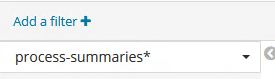 Add a filter +
process-summaries*